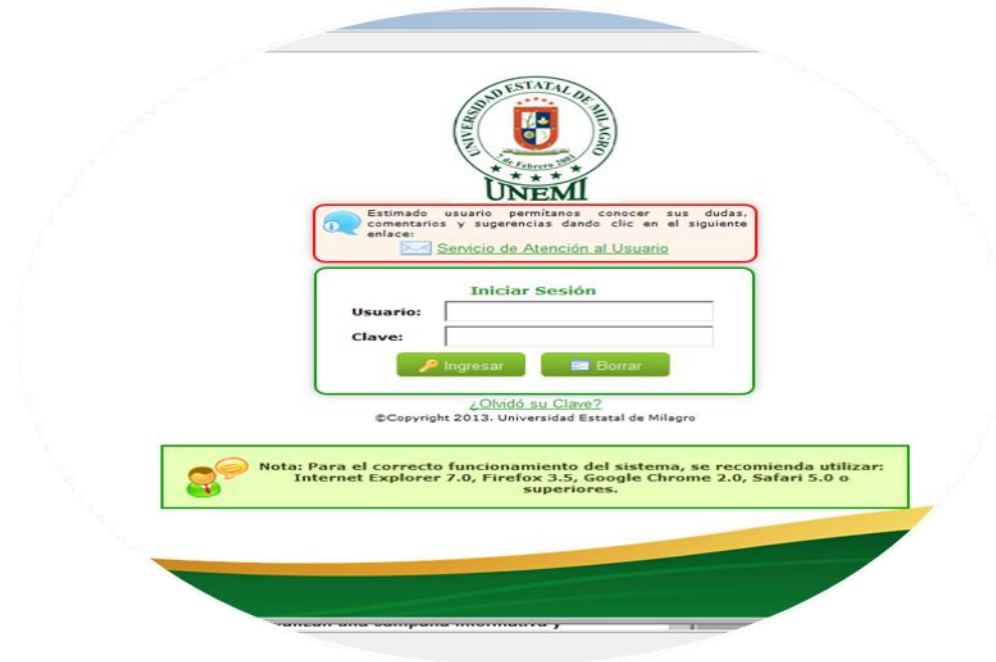 UNIVERSIDAD ESTATAL DE MILAGRO
7 de Febrero 2001
UNEMI
Estimado usuario permítanos conocer sus dudas,
comentarios y sugerencias dando clic en el siguiente
enlace:
Servicio de Atención al Usuario
Iniciar Sesión
Usuario:
Clave:
Ingresar Borrar
¿Olvidó su Clave?
©Copyright 2013. Universidad Estatal de Milagro
Nota: Para el correcto funcionamiento del sistema, se recomienda utilizar:
Internet Explorer 7.0, Firefox 3.5, Google Chrome 2.0, Safari 5.0 o
superiores.
una campaña informativa y